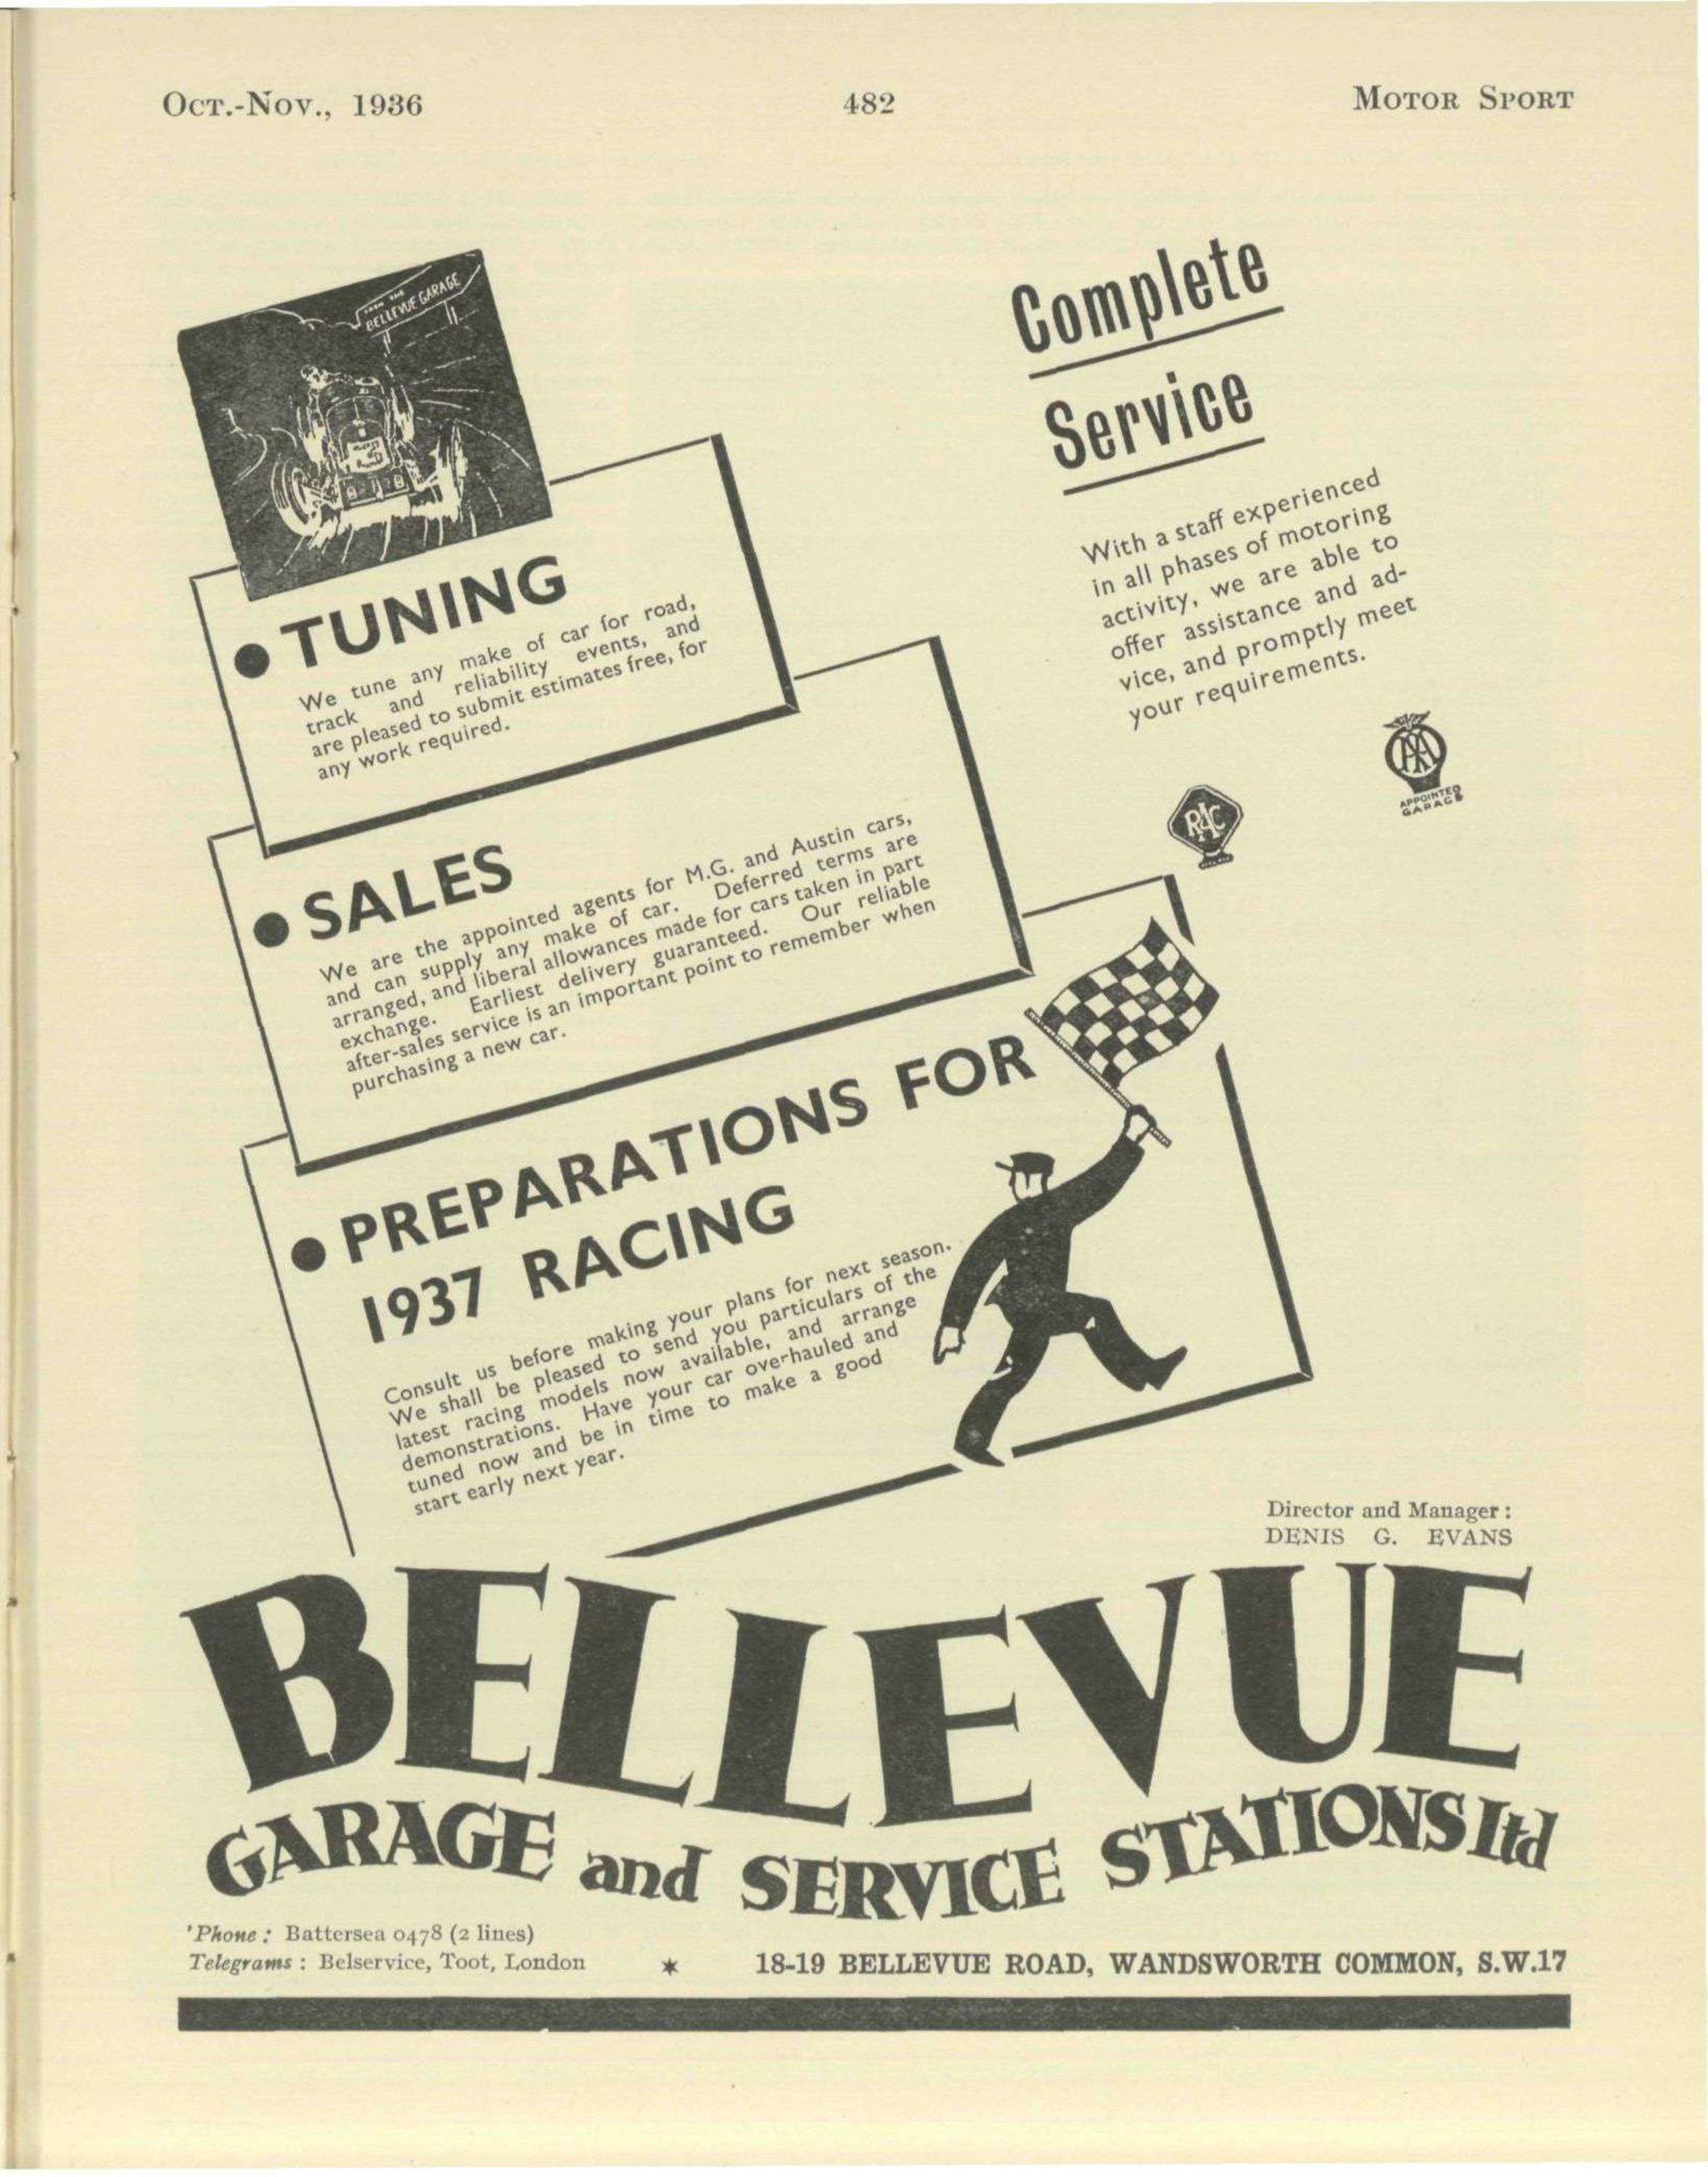 OCT.-NOV., 1936
482
MOTOR SPORT
BELLEVUE GARAGE
Complete
Service
With a staff experienced
in all phases of motoring
activity, we are able to
offer assistance and ad-
vice, and promptly meet
your requirements.
RAC
AA
APPOINTED
GARAGE
● TUNING
We tune any make of car for road,
track and reliability events, and
are pleased to submit estimates free, for
any work required.
● SALES
We are the appointed agents for M.G. and Austin cars,
and can supply any make of car. Deferred terms are
arranged, and liberal allowances made for cars taken in part
exchange. Earliest delivery guaranteed. Our reliable
after-sales service is an important point to remember when
purchasing a new car.
● PREPARATIONS FOR
1937 RACING
Consult us before making your plans for next season.
We shall be pleased to send you particulars of the
latest racing models now available, and arrange
demonstrations. Have your car overhauled and
tuned now and be in time to make a good
start early next year.
Director and Manager :
DENIS G. EVANS
BELLEVUE
GARAGE and SERVICE STATIONS Ltd
'Phone : Battersea 0478 (2 lines)
Telegrams : Belservice, Toot, London
* 18-19 BELLEVUE ROAD, WANDSWORTH COMMON, S.W.17